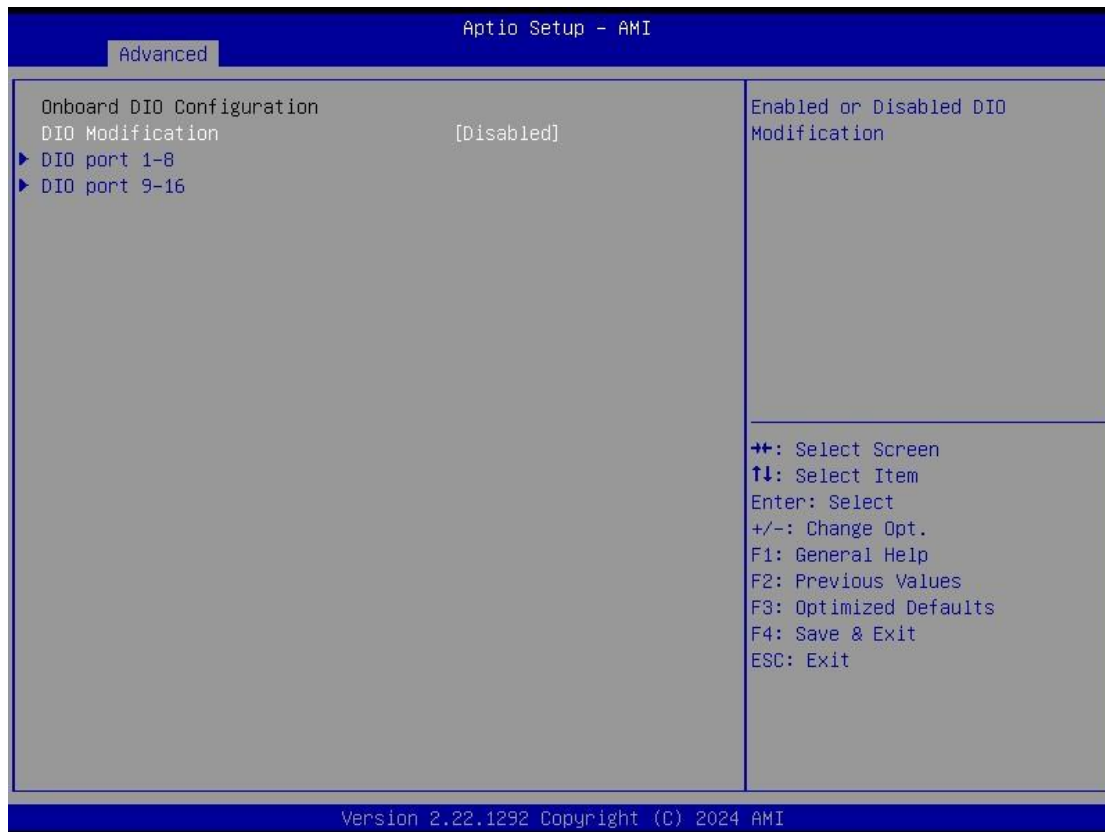 Aptio Setup - AMI
Advanced
Onboard DIO Configuration
DIO Modification [Disabled]
DIO port 1-8
DIO port 9-16
Enabled or Disabled DIO
Modification
→←: Select Screen
↑↓: Select Item
Enter: Select
+/-: Change Opt.
F1: General Help
F2: Previous Values
F3: Optimized Defaults
F4: Save & Exit
ESC: Exit
Version 2.22.1292 Copyright (C) 2024 AMI